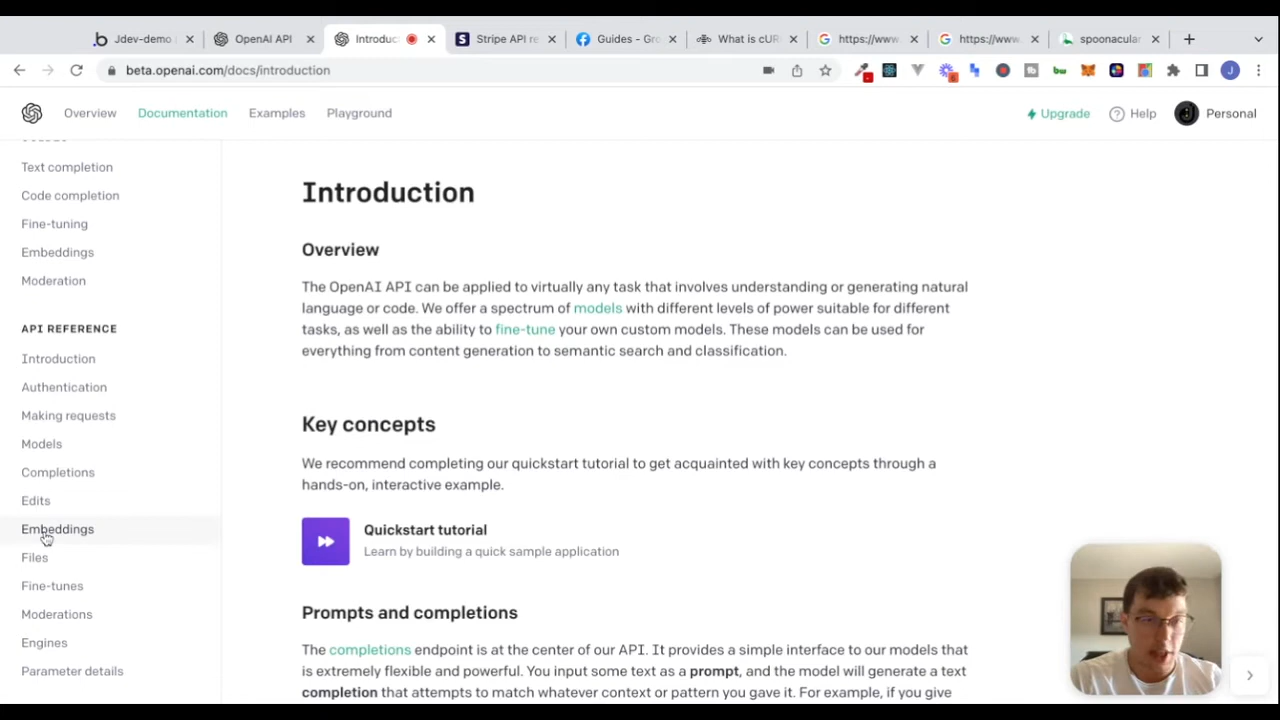 Jdev-demo
OpenAI API
Introduc
Stripe API re
Guides - Gro
What is cUR
https://www.
https://www.
spoonacular
beta.openai.com/docs/introduction
Overview
Documentation
Examples
Playground
Upgrade
Help
Personal
Text completion
Code completion
Fine-tuning
Embeddings
Moderation
API REFERENCE
Introduction
Authentication
Making requests
Models
Completions
Edits
Embeddings
Files
Fine-tunes
Moderations
Engines
Parameter details
Introduction
Overview
The OpenAI API can be applied to virtually any task that involves understanding or generating natural
language or code. We offer a spectrum of models with different levels of power suitable for different
tasks, as well as the ability to fine-tune your own custom models. These models can be used for
everything from content generation to semantic search and classification.
Key concepts
We recommend completing our quickstart tutorial to get acquainted with key concepts through a
hands-on, interactive example.
Quickstart tutorial
Learn by building a quick sample application
Prompts and completions
The completions endpoint is at the center of our API. It provides a simple interface to our models that
is extremely flexible and powerful. You input some text as a prompt, and the model will generate a text
completion that attempts to match whatever context or pattern you gave it. For example, if you give